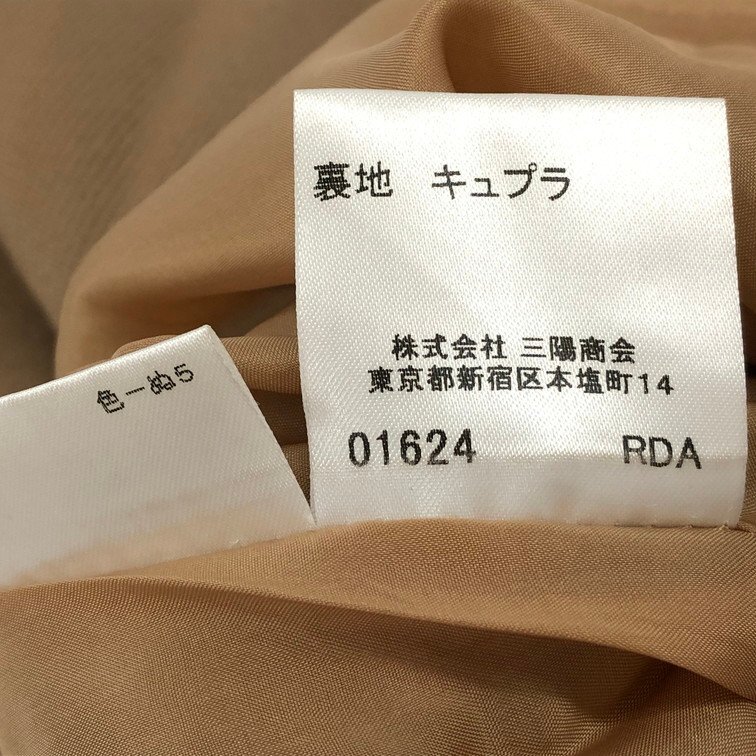 裏地 キュプラ
株式会社 三陽商会
東京都新宿区本塩町14
01624 RDA
色ーぬ5